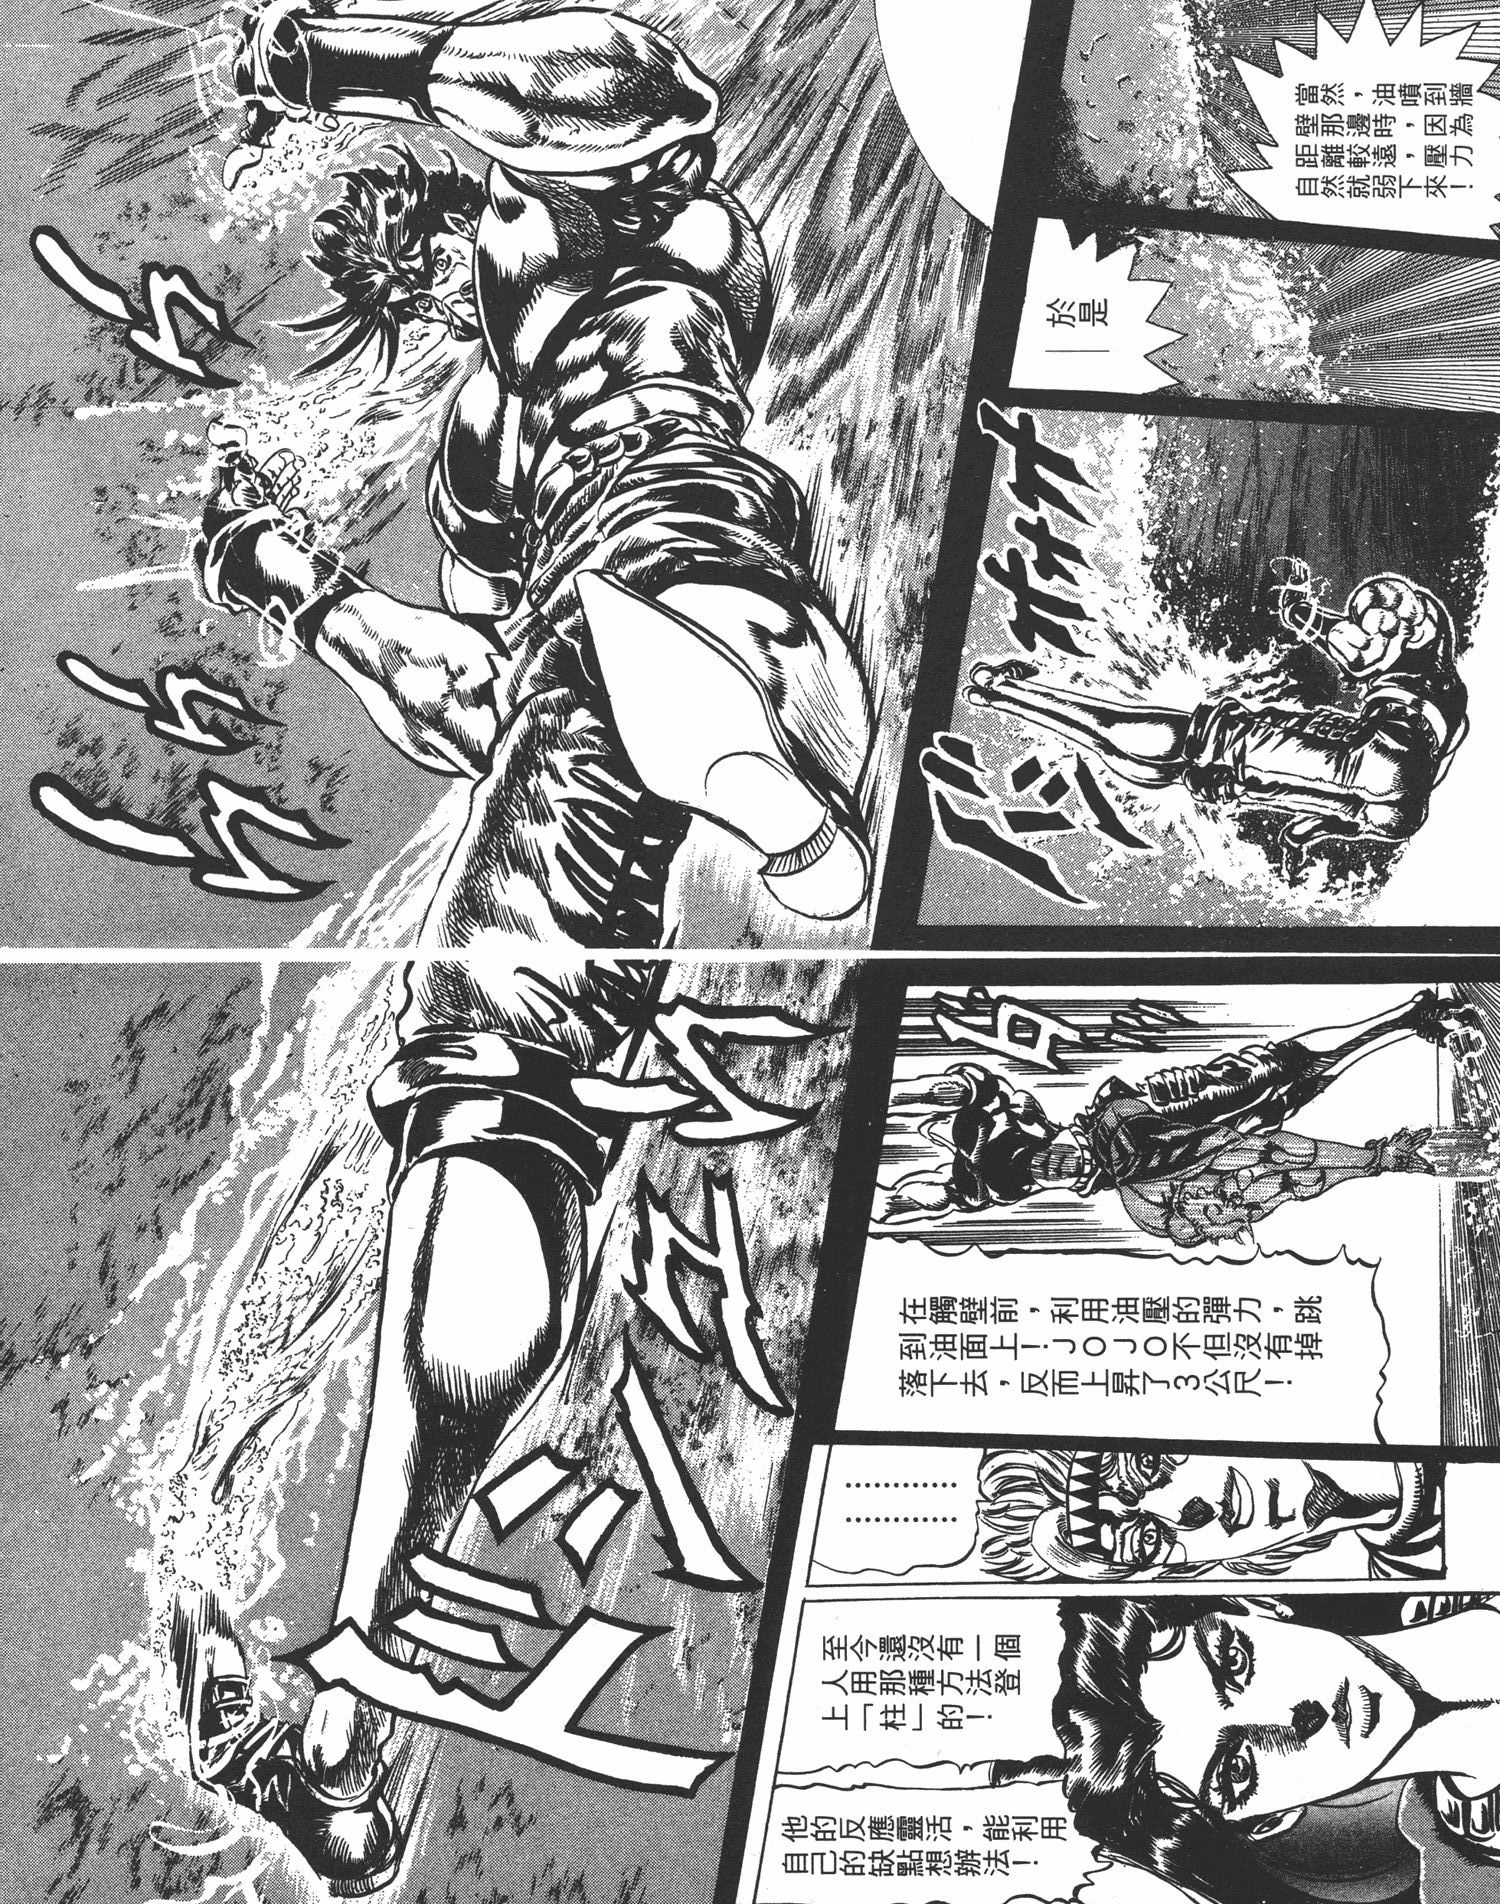 當然，油噴到牆
壁那邊時，因為
距離較遠，壓力
自然就弱下來！
於是
—
在觸壁前，利用油壓的彈力，跳
到油面上！JOJO不但沒有掉
落下去，反而上昇了3公尺！
…………
…………
至今還沒有一個
人用那種方法登
上「柱」的！
他的反應靈活，能利用
自己的缺點想辦法！